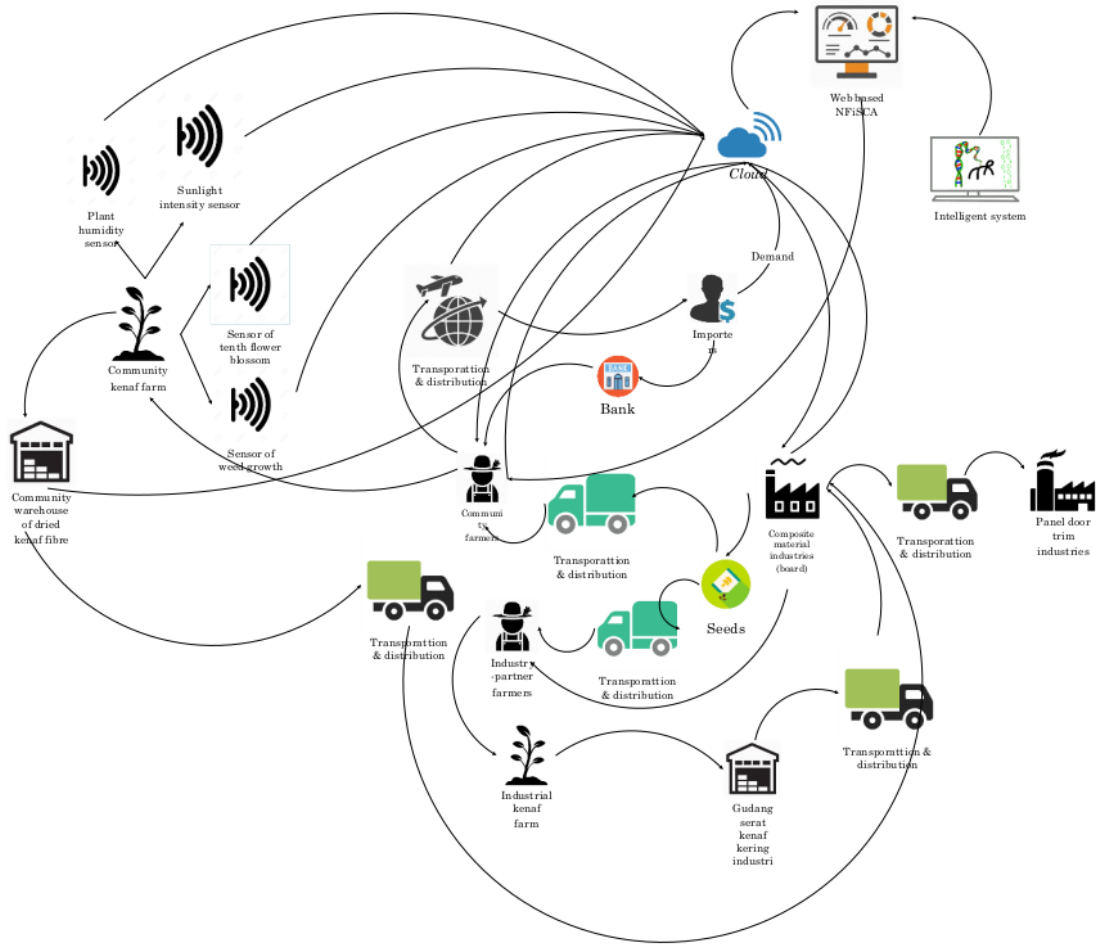 Web based
NFiSCA
Cloud
Intelligent system
Sunlight
intensity sensor
Plant
humidity
sensor
Demand
Sensor of
tenth flower
blossom
Importe
rs
Transporattion
& distribution
Community
kenaf farm
BANK
Bank
Sensor of
weed growth
Community
warehouse
of dried
kenaf fibre
Communi
ty
farmers
Composite
material
industries
(board)
Panel door
trim
industries
Transporattion
& distribution
Transporattion
& distribution
Seeds
Transporattion
& distribution
Industry
-partner
farmers
Transporattion
& distribution
Transporattion &
distribution
Industrial
kenaf
farm
Gudang
serat
kenaf
kering
industri